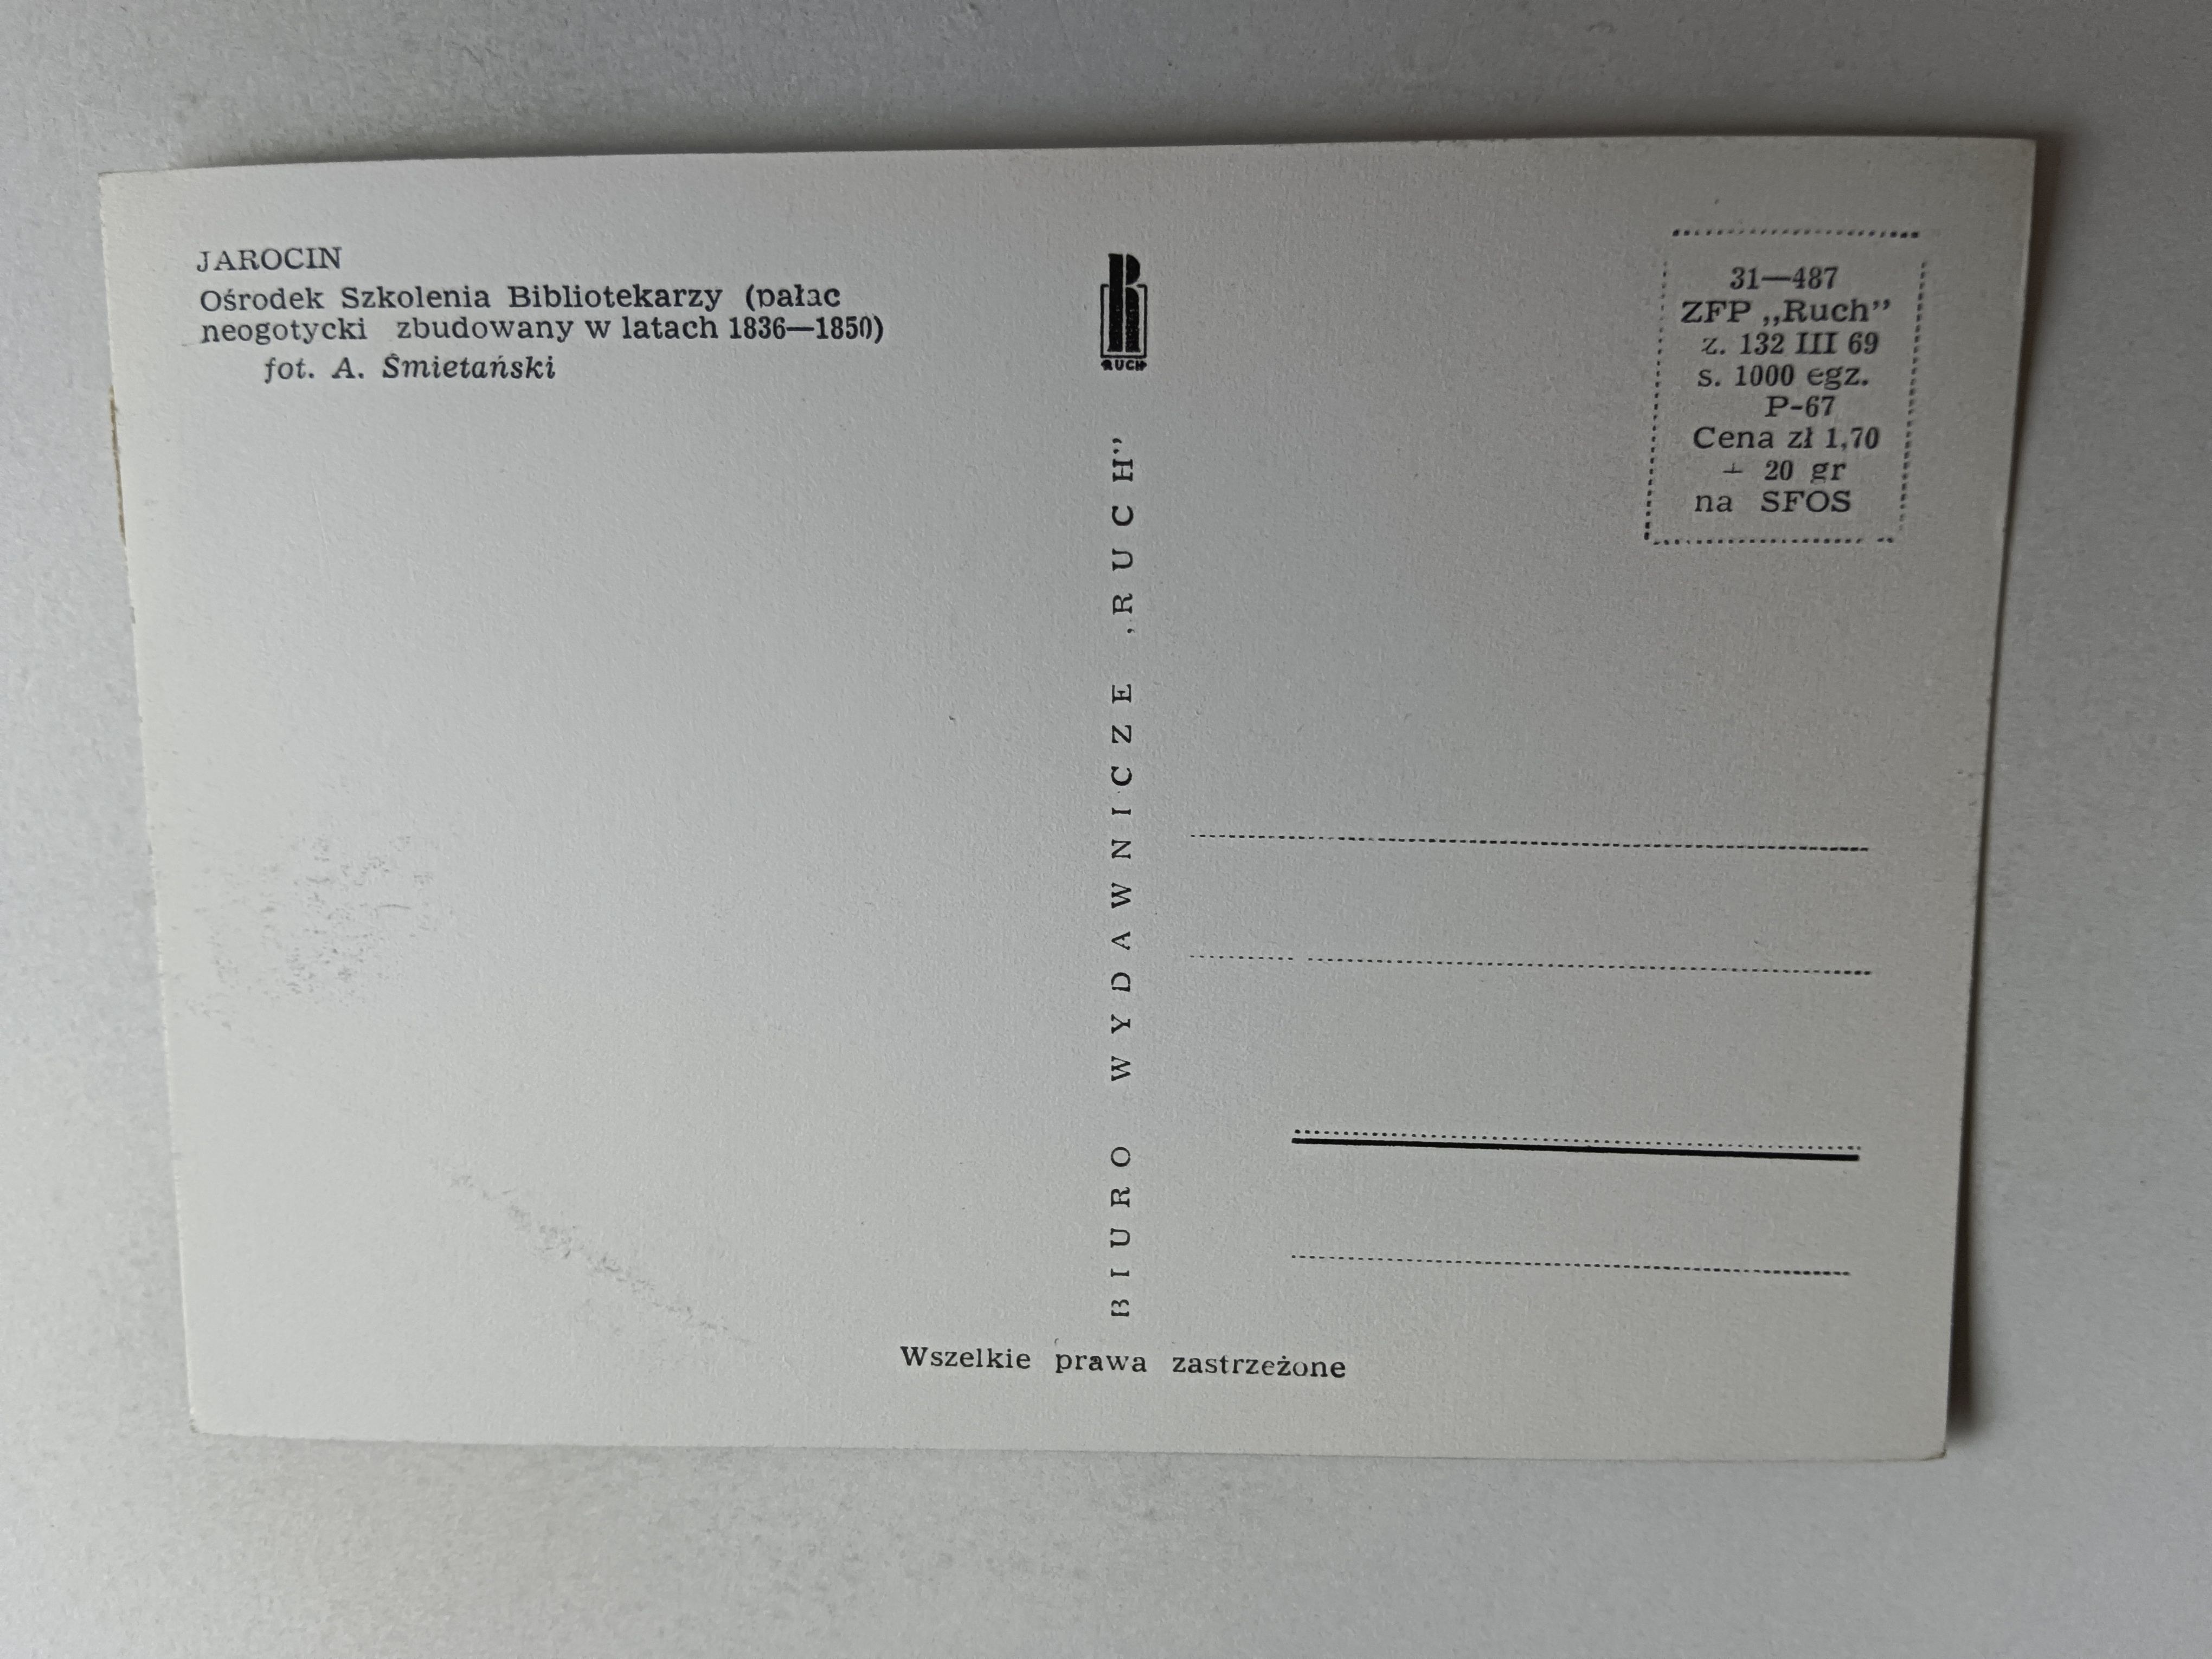 JAROCIN
Ośrodek Szkolenia Bibliotekarzy (pałac
neogotycki zbudowany w latach 1836—1850)
fot. A. Śmietański
RUCH
BIURO WYDAWNICZE „RUCH”
31—487
ZFP „Ruch”
z. 132 III 69
s. 1000 egz.
P-67
Cena zł 1,70
+ 20 gr
na SFOS
Wszelkie prawa zastrzeżone